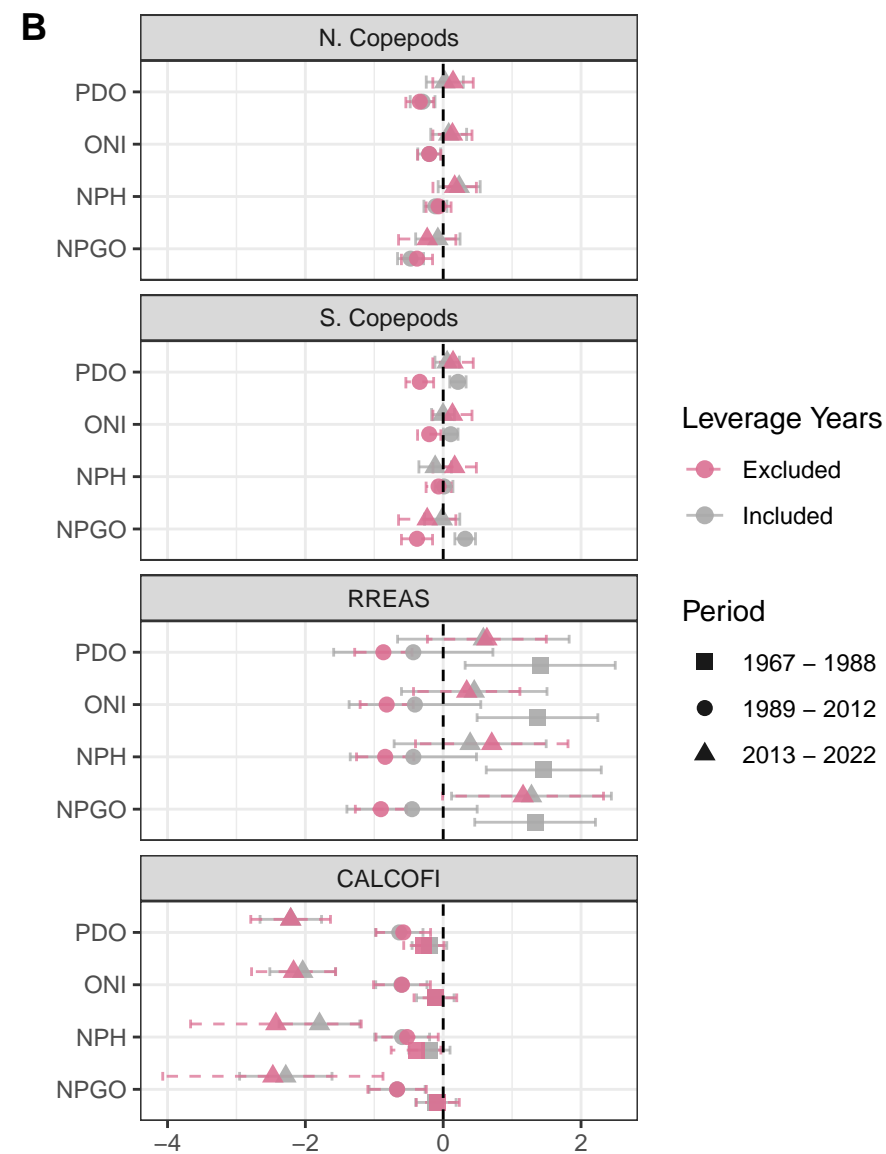 B
N. Copepods
PDO
ONI
NPH
NPGO
S. Copepods
PDO
ONI
NPH
NPGO
RREAS
PDO
ONI
NPH
NPGO
CALCOFI
PDO
ONI
NPH
NPGO
−4 −2 0 2
Leverage Years
Excluded
Included
Period
1967 − 1988
1989 − 2012
2013 − 2022